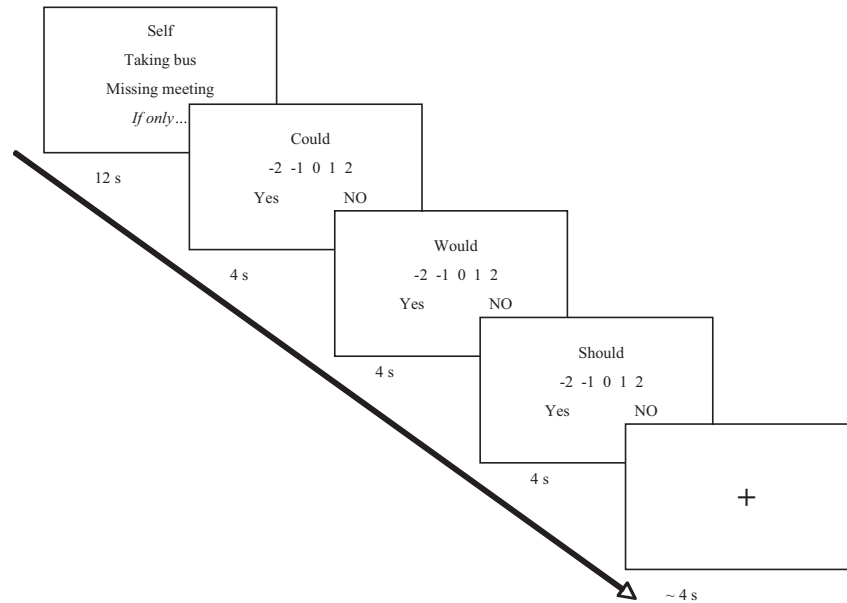 Self
Taking bus
Missing meeting
If only...
12 s
Could
-2 -1 0 1 2
Yes NO
4 s
Would
-2 -1 0 1 2
Yes NO
4 s
Should
-2 -1 0 1 2
Yes NO
4 s
+
~ 4 s